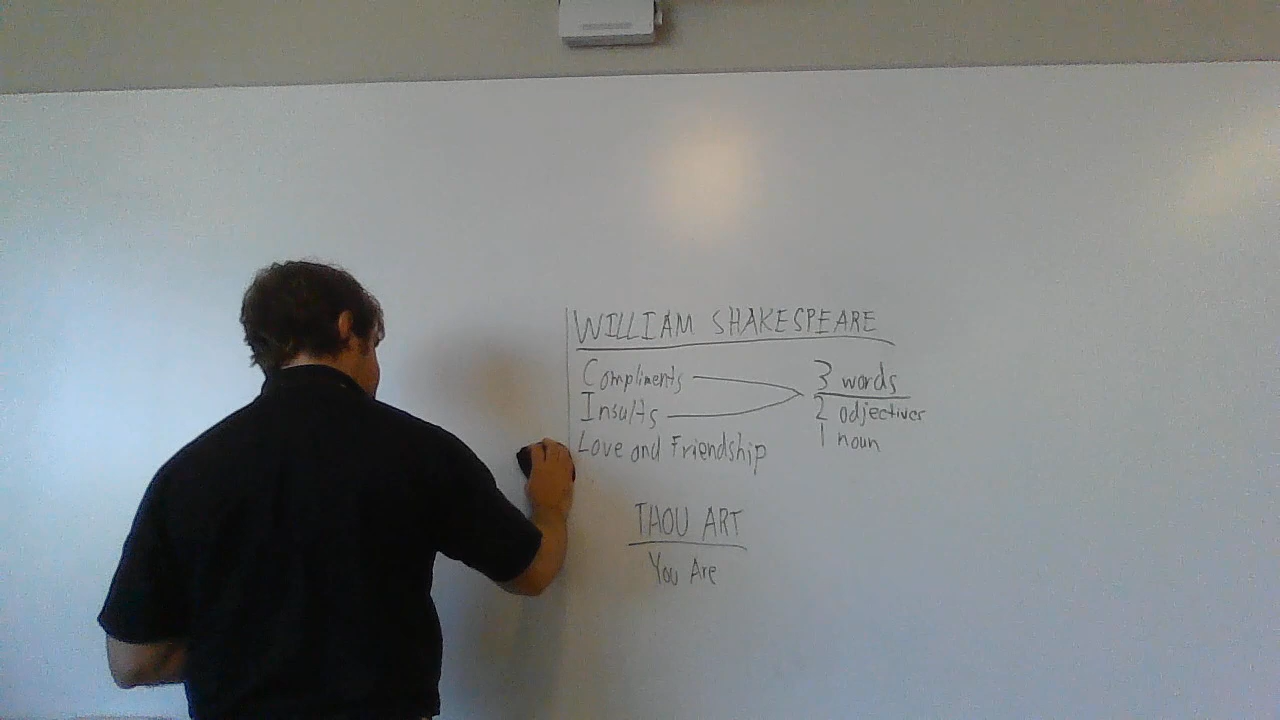 WILLIAM SHAKESPEARE
Compliments
Insults
Love and Friendship
3 words
2 adjectives
1 noun
THOU ART
You Are